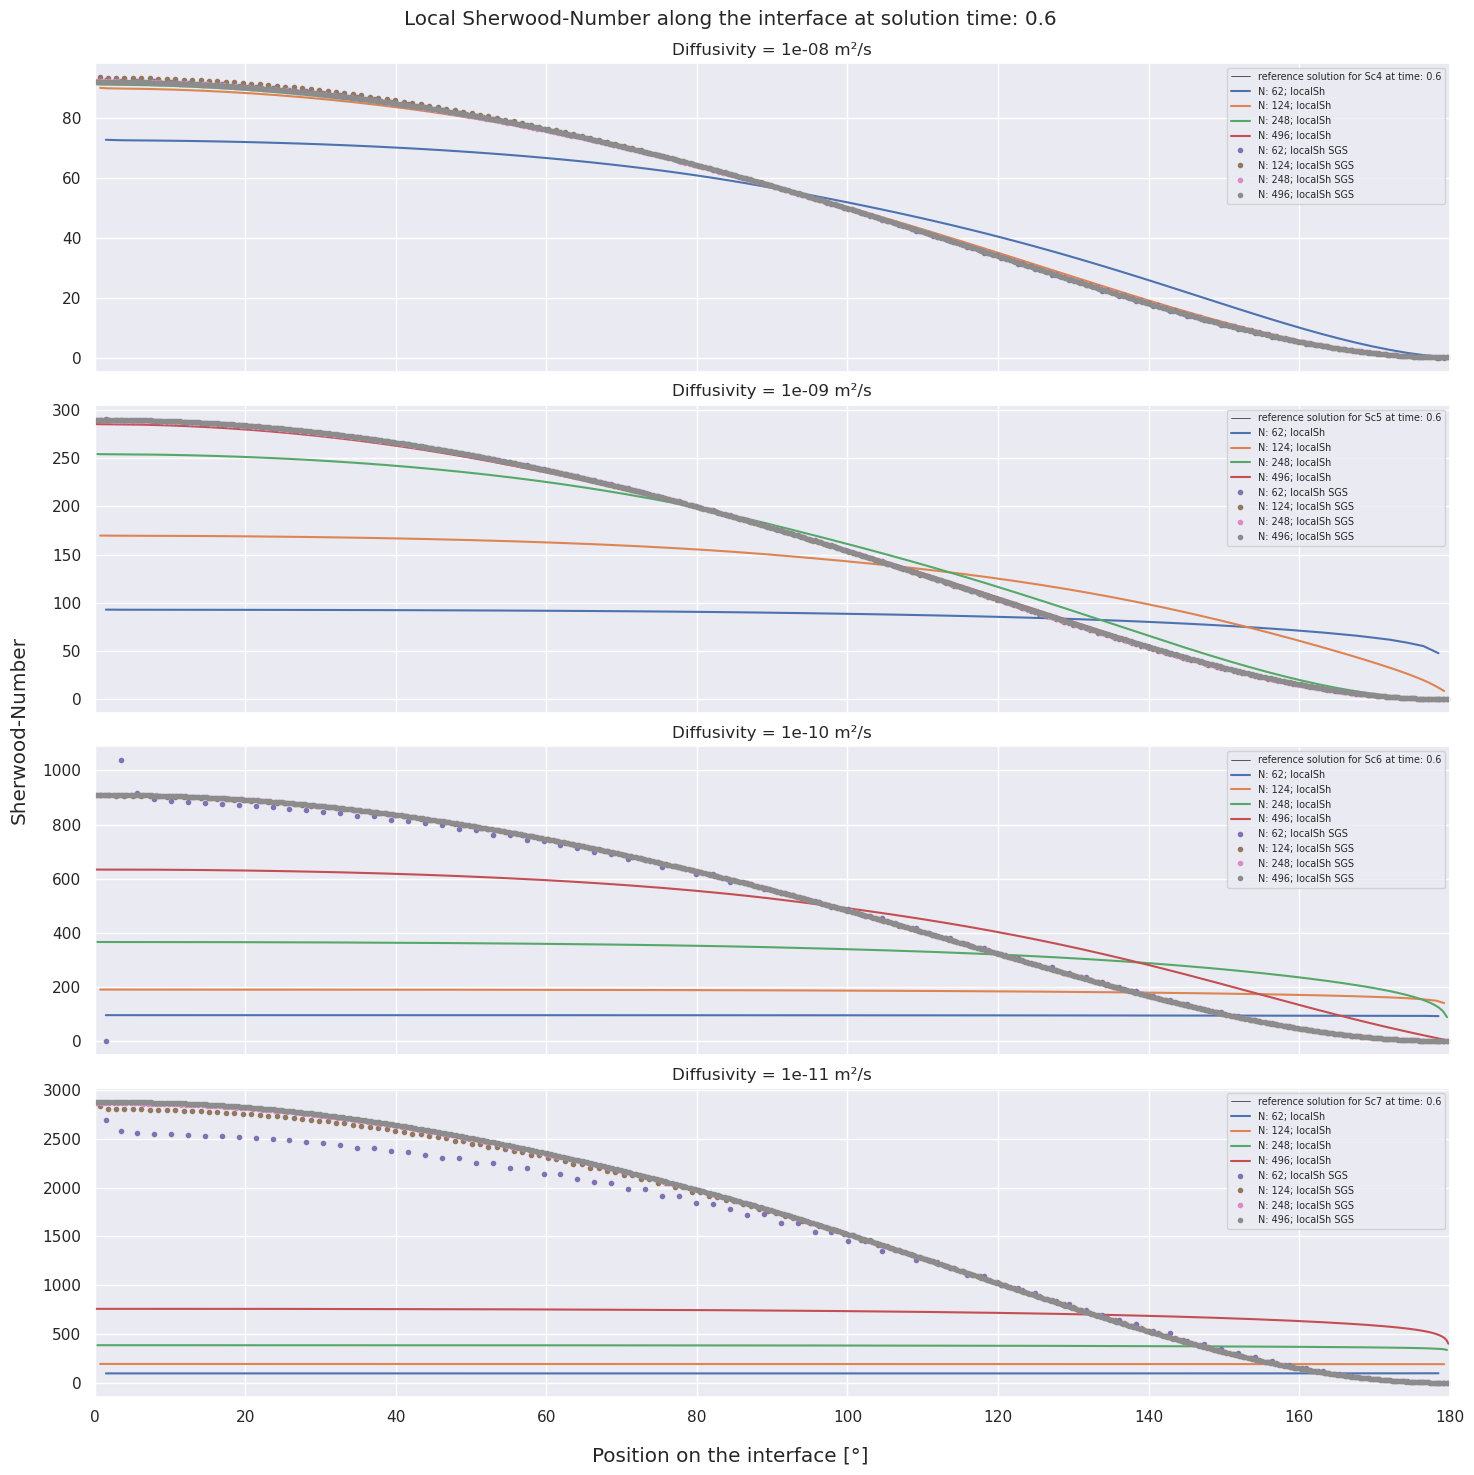 Local Sherwood-Number along the interface at solution time: 0.6
Diffusivity = 1e-08 m²/s
80
60
40
20
0
reference solution for Sc4 at time: 0.6
N: 62; localSh
N: 124; localSh
N: 248; localSh
N: 496; localSh
N: 62; localSh SGS
N: 124; localSh SGS
N: 248; localSh SGS
N: 496; localSh SGS
Diffusivity = 1e-09 m²/s
300
250
200
150
100
50
0
reference solution for Sc5 at time: 0.6
N: 62; localSh
N: 124; localSh
N: 248; localSh
N: 496; localSh
N: 62; localSh SGS
N: 124; localSh SGS
N: 248; localSh SGS
N: 496; localSh SGS
Sherwood-Number
Diffusivity = 1e-10 m²/s
1000
800
600
400
200
0
reference solution for Sc6 at time: 0.6
N: 62; localSh
N: 124; localSh
N: 248; localSh
N: 496; localSh
N: 62; localSh SGS
N: 124; localSh SGS
N: 248; localSh SGS
N: 496; localSh SGS
Diffusivity = 1e-11 m²/s
3000
2500
2000
1500
1000
500
0
reference solution for Sc7 at time: 0.6
N: 62; localSh
N: 124; localSh
N: 248; localSh
N: 496; localSh
N: 62; localSh SGS
N: 124; localSh SGS
N: 248; localSh SGS
N: 496; localSh SGS
0 20 40 60 80 100 120 140 160 180
Position on the interface [°]